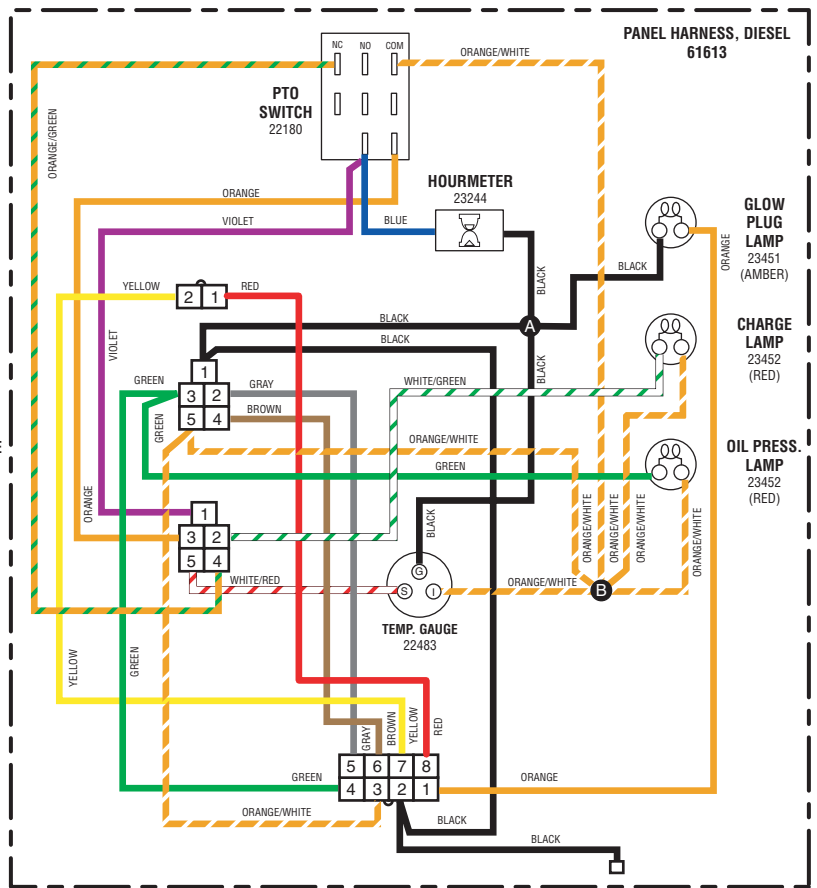 PANEL HARNESS, DIESEL
61613
NC
NO
COM
ORANGE/WHITE
PTO
SWITCH
22180
ORANGE/GREEN
ORANGE
VIOLET
BLUE
HOURMETER
23244
GLOW
PLUG
LAMP
23451
(AMBER)
ORANGE
BLACK
BLACK
YELLOW
2
1
RED
BLACK
A
CHARGE
LAMP
23452
(RED)
VIOLET
BLACK
BLACK
1
GREEN
3
2
GRAY
WHITE/GREEN
5
4
BROWN
GREEN
ORANGE/WHITE
OIL PRESS.
LAMP
23452
(RED)
GREEN
ORANGE
1
BLACK
ORANGE/WHITE
ORANGE/WHITE
ORANGE/WHITE
ORANGE/WHITE
3
2
5
4
WHITE/RED
G
S
I
ORANGE/WHITE
B
TEMP. GAUGE
22483
YELLOW
GREEN
GRAY
BROWN
YELLOW
RED
5
6
7
8
GREEN
4
3
2
1
ORANGE
ORANGE/WHITE
BLACK
BLACK